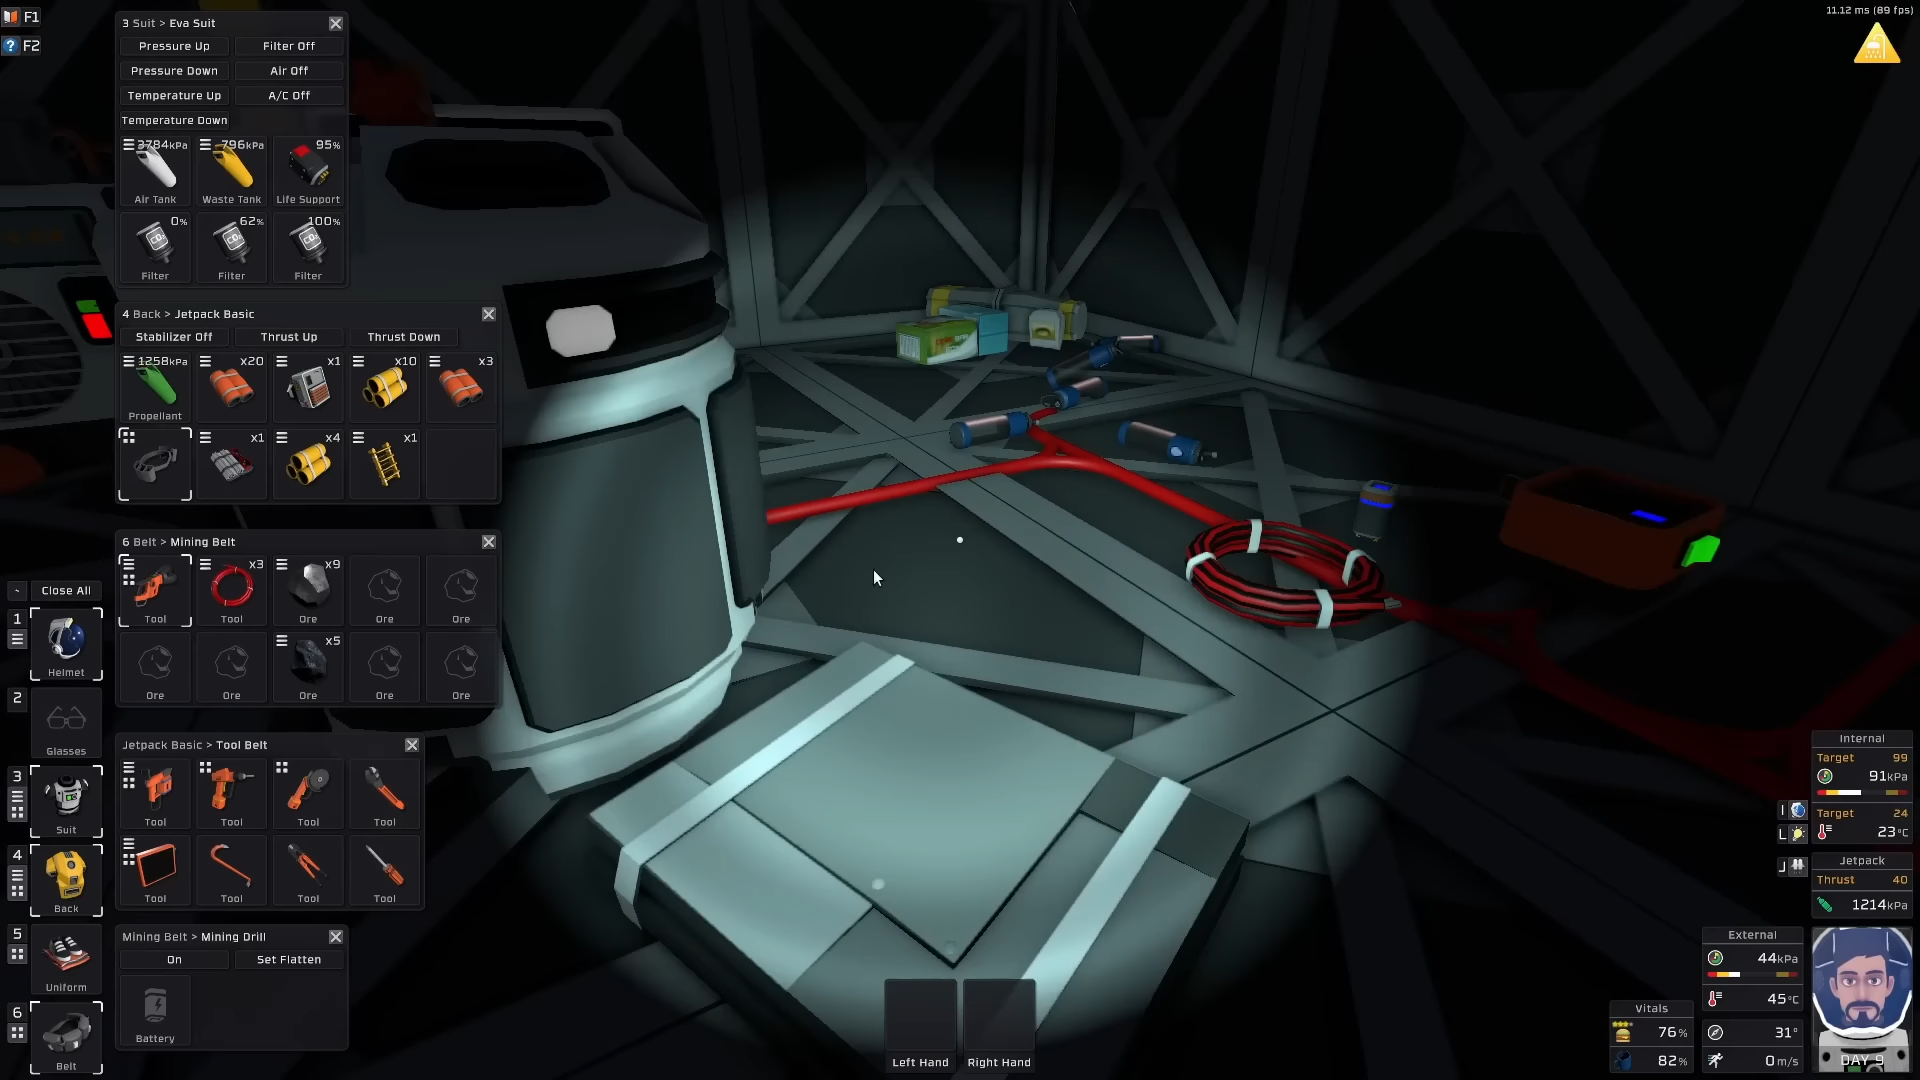 F1
F2
11.12 ms (89 fps)
3 Suit > Eva Suit
Pressure Up Filter Off
Pressure Down Air Off
Temperature Up A/C Off
Temperature Down
3784kPa 796kPa 95%
Air Tank Waste Tank Life Support
0% 62% 100%
Filter Filter Filter
4 Back > Jetpack Basic
Stabilizer Off Thrust Up Thrust Down
1258kPa x20 x1 x10 x3
Propellant
x1 x4 x1
6 Belt > Mining Belt
x3 x9
Tool Tool Ore Ore Ore
x5
Ore Ore Ore Ore Ore
Jetpack Basic > Tool Belt
Tool Tool Tool Tool
Tool Tool Tool Tool
Mining Belt > Mining Drill
On Set Flatten
Battery
~ Close All
1 Helmet
2 Glasses
3 Suit
4 Back
5 Uniform
6 Belt
Left Hand Right Hand
Internal
Target 99
91kPa
I
Target 24
L 23°C
Jetpack
J
Thrust 40
1214kPa
External
44kPa
45°C
31°
0m/s
Vitals
76%
82%
DAY 9